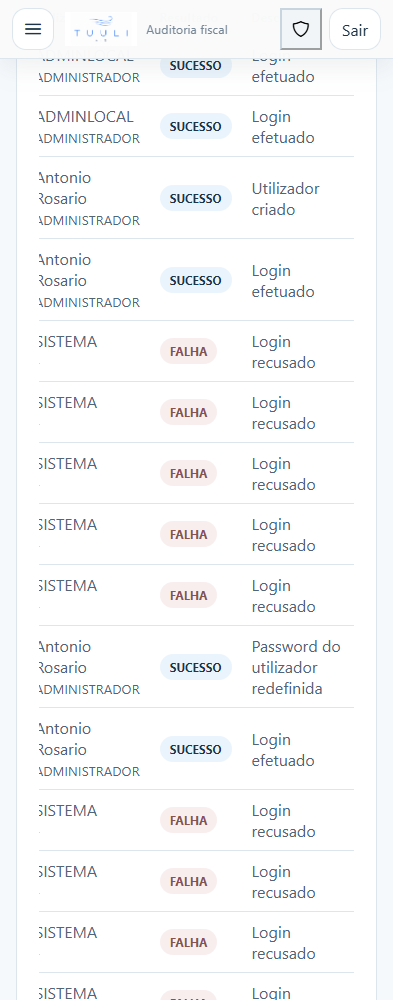 TUULI
Auditoria fiscal
Sair
ADMINLOCAL
ADMINISTRADOR
SUCESSO
Login
efetuado
ADMINLOCAL
ADMINISTRADOR
SUCESSO
Login
efetuado
Antonio
Rosario
ADMINISTRADOR
SUCESSO
Utilizador
criado
Antonio
Rosario
ADMINISTRADOR
SUCESSO
Login
efetuado
SISTEMA
-
FALHA
Login
recusado
SISTEMA
-
FALHA
Login
recusado
SISTEMA
-
FALHA
Login
recusado
SISTEMA
-
FALHA
Login
recusado
SISTEMA
-
FALHA
Login
recusado
Antonio
Rosario
ADMINISTRADOR
SUCESSO
Password do
utilizador
redefinida
Antonio
Rosario
ADMINISTRADOR
SUCESSO
Login
efetuado
SISTEMA
-
FALHA
Login
recusado
SISTEMA
-
FALHA
Login
recusado
SISTEMA
-
FALHA
Login
recusado
SISTEMA
FALHA
Login